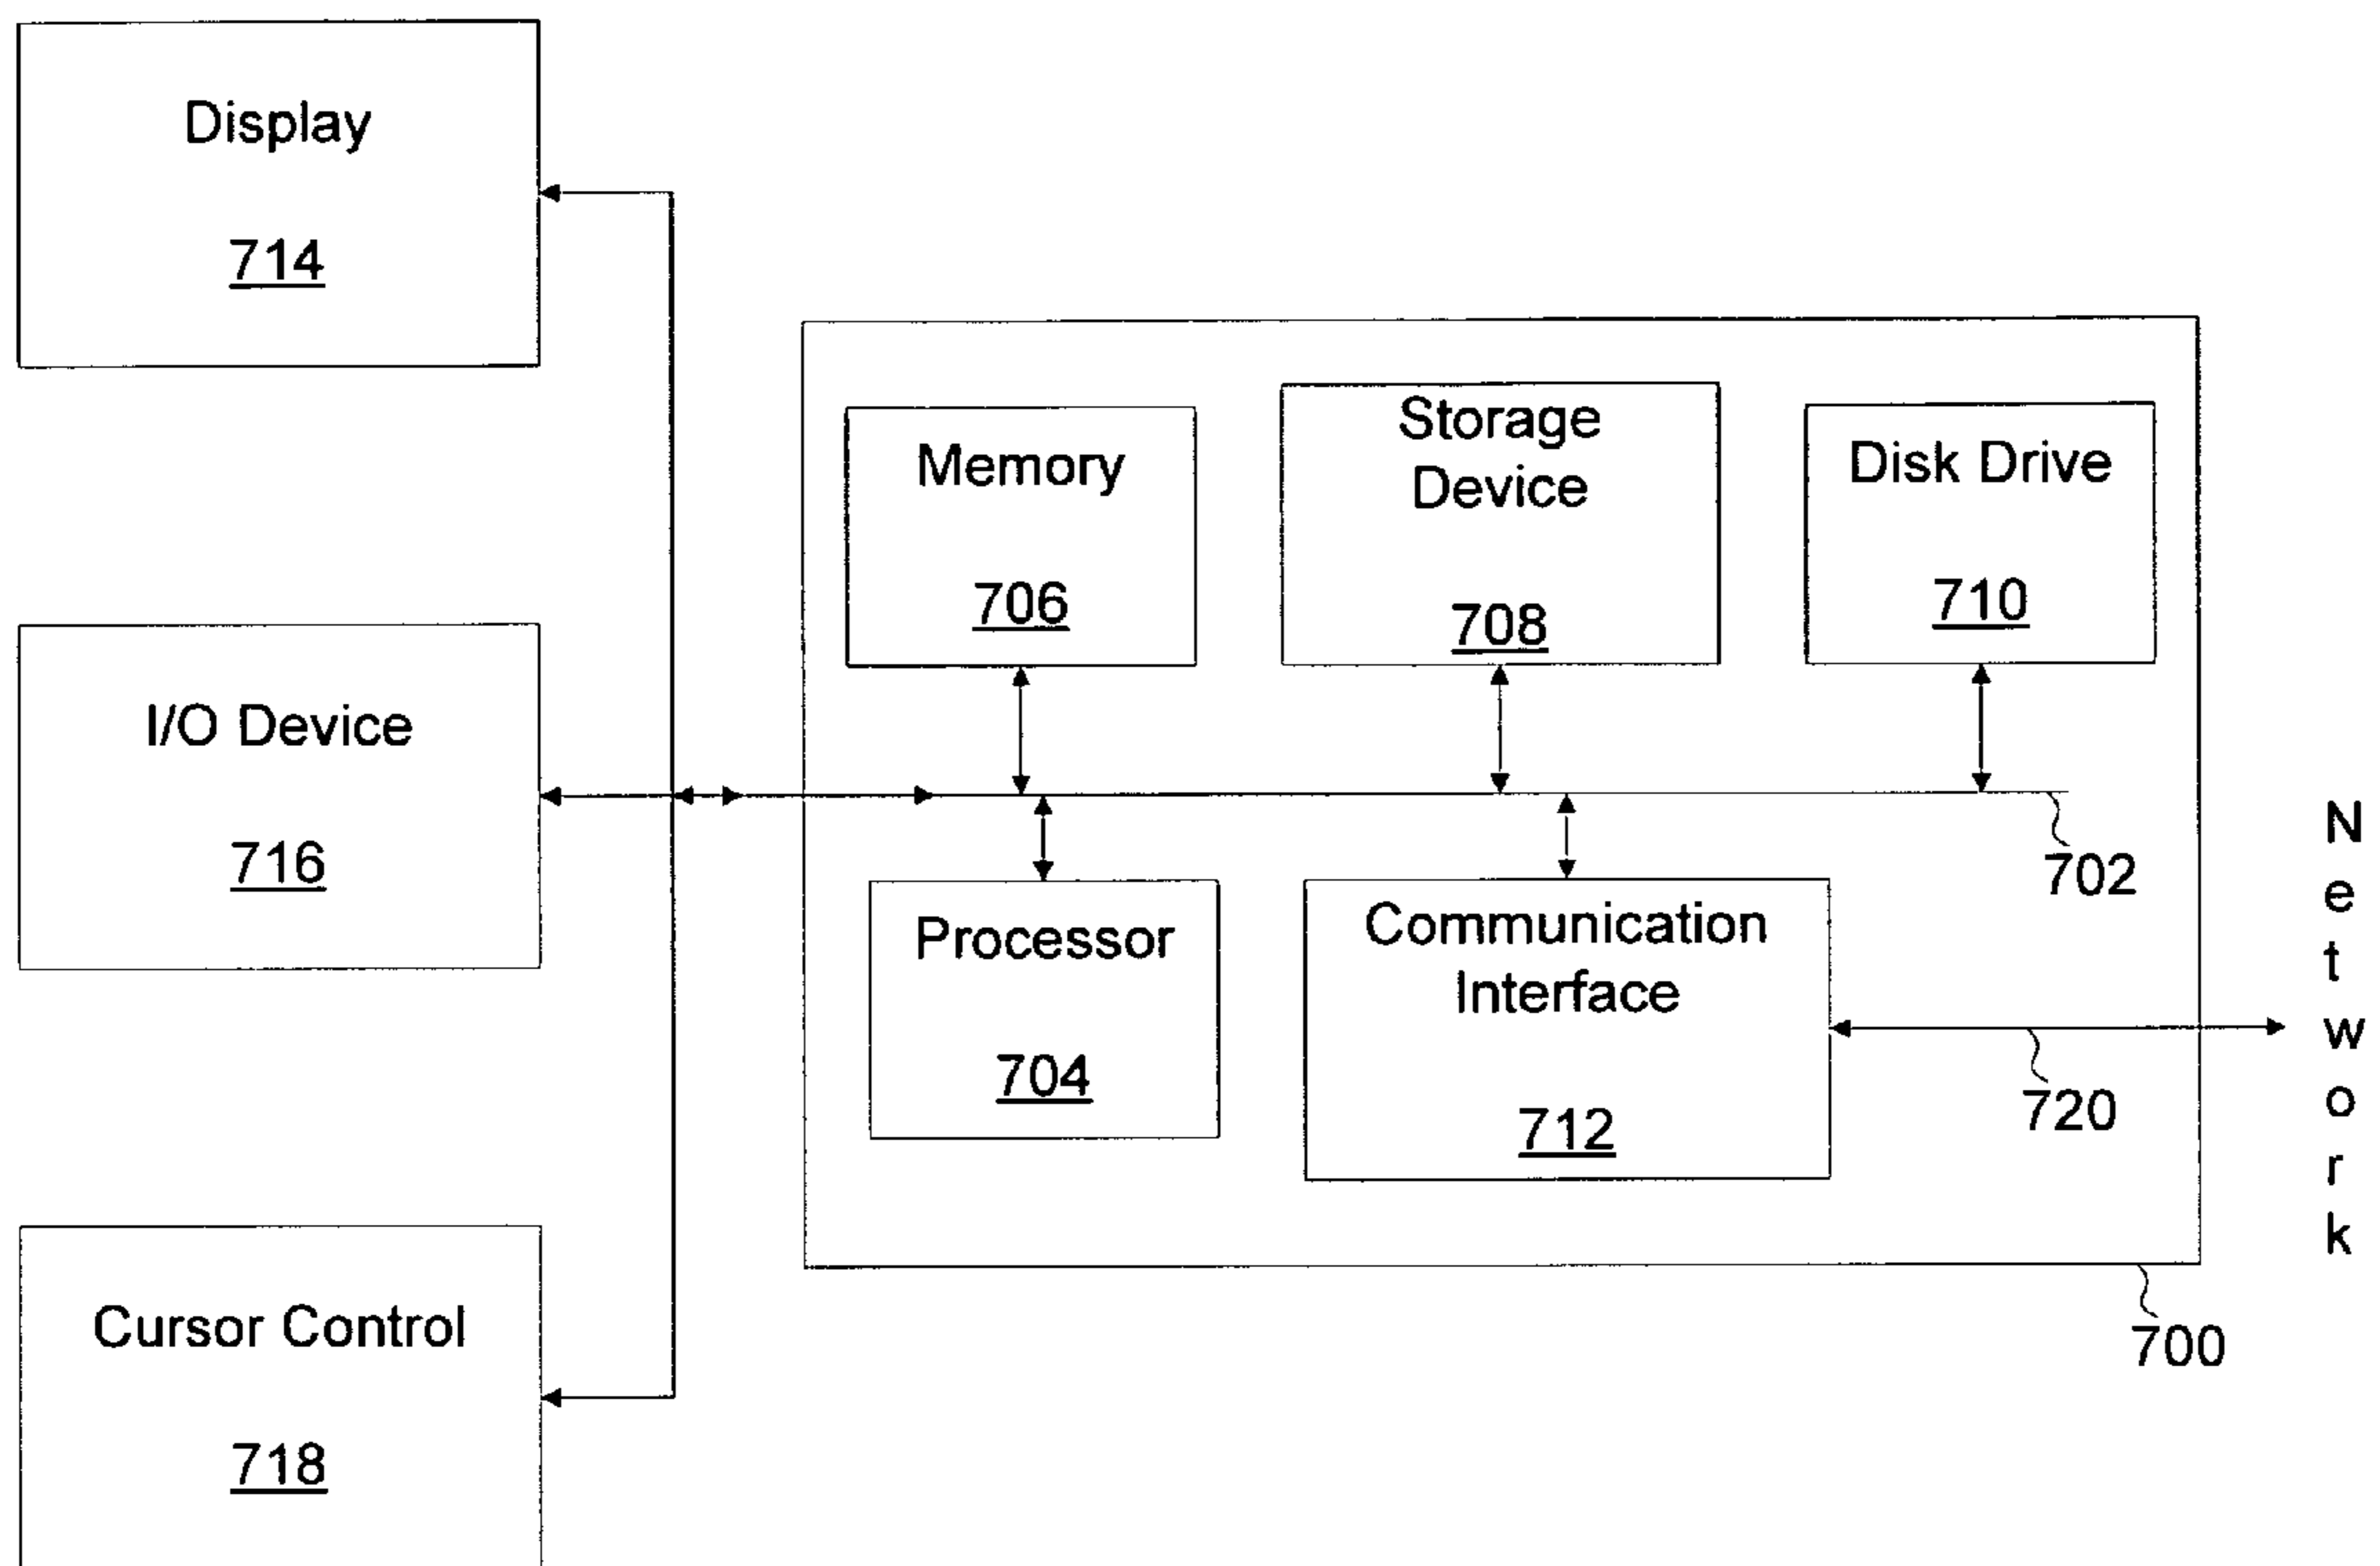 Display
714
I/O Device
716
Cursor Control
718
Memory
706
Storage
Device
708
Disk Drive
710
702
Processor
704
Communication
Interface
712
720
700
Network